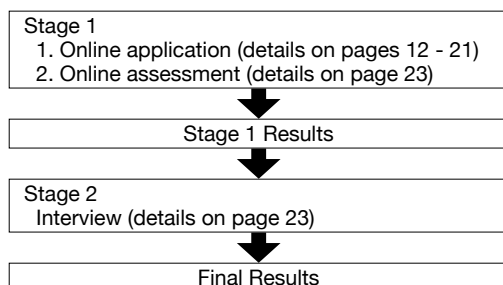 Stage 1
1. Online application (details on pages 12 - 21)
2. Online assessment (details on page 23)
Stage 1 Results
Stage 2
Interview (details on page 23)
Final Results